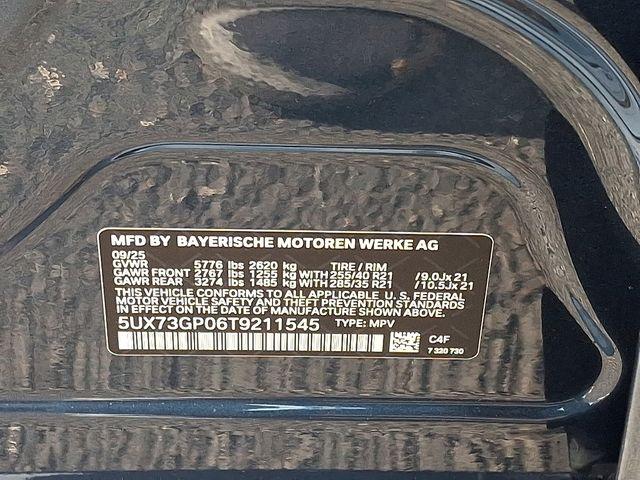 MFD BY BAYERISCHE MOTOREN WERKE AG
09/25
GVWR 5776 lbs 2620 kg TIRE / RIM
GAWR FRONT 2767 lbs 1255 kg WITH 255/40 R21 /9.0Jx21
GAWR REAR 3274 lbs 1485 kg WITH 285/35 R21 /10.5Jx21
THIS VEHICLE CONFORMS TO ALL APPLICABLE U. S. FEDERAL
MOTOR VEHICLE SAFETY AND THEFT PREVENTION STANDARDS
IN EFFECT ON THE DATE OF MANUFACTURE SHOWN ABOVE.
5UX73GP06T9211545 TYPE: MPV
C4F
7 320 730